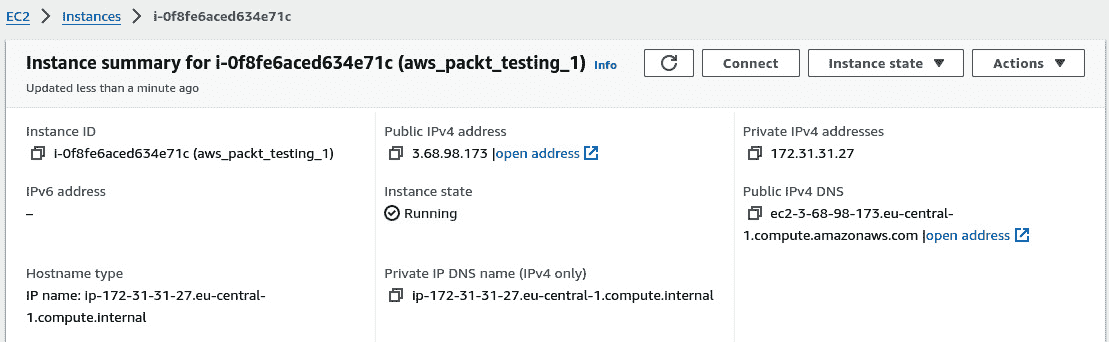 EC2 > Instances > i-0f8fe6aced634e71c
Instance summary for i-0f8fe6aced634e71c (aws_packt_testing_1) Info
Connect
Instance state
Actions
Updated less than a minute ago
Instance ID
i-0f8fe6aced634e71c (aws_packt_testing_1)
Public IPv4 address
3.68.98.173 |open address
Private IPv4 addresses
172.31.31.27
IPv6 address
–
Instance state
Running
Public IPv4 DNS
ec2-3-68-98-173.eu-central-
1.compute.amazonaws.com |open address
Hostname type
IP name: ip-172-31-31-27.eu-central-
1.compute.internal
Private IP DNS name (IPv4 only)
ip-172-31-31-27.eu-central-1.compute.internal